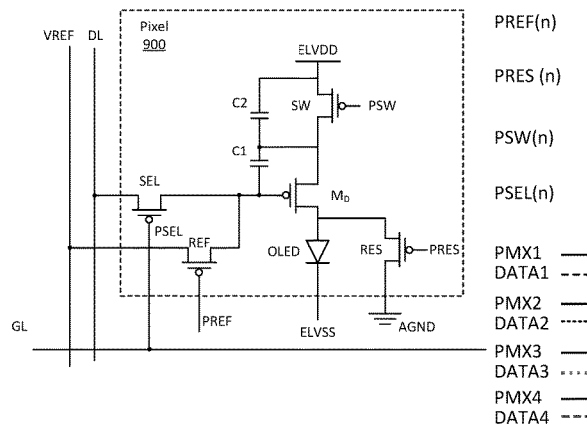 VREF DL
Pixel
900
ELVDD
C2
SW
PSW
C1
SEL
M_D
PSEL
REF
OLED
RES
PRES
PREF
ELVSS
AGND
GL
PREF(n)
PRES (n)
PSW(n)
PSEL(n)
PMX1
DATA1
PMX2
DATA2
PMX3
DATA3
PMX4
DATA4